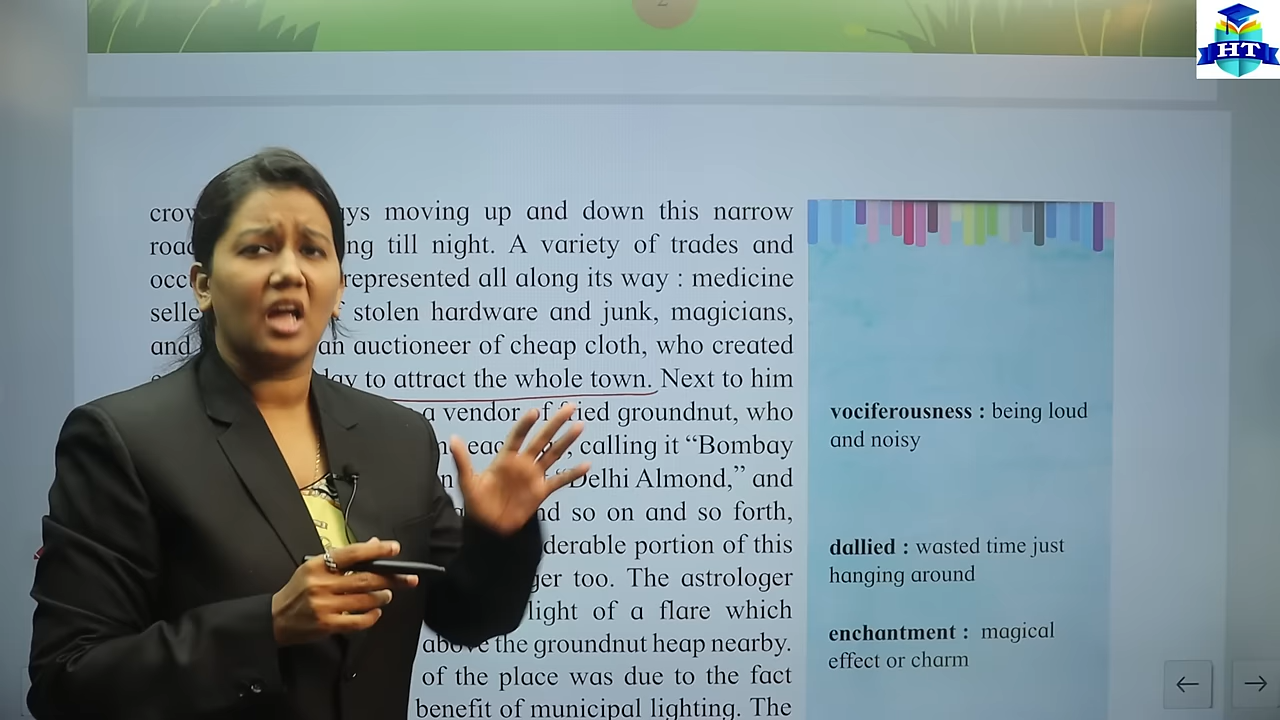 2
HT
crow ays moving up and down this narrow
road ing till night. A variety of trades and
occ represented all along its way : medicine
selle f stolen hardware and junk, magicians,
and an auctioneer of cheap cloth, who created
day to attract the whole town. Next to him
a vendor of fried groundnut, who
each , calling it “Bombay
n “Delhi Almond,” and
nd so on and so forth,
derable portion of this
ger too. The astrologer
light of a flare which
above the groundnut heap nearby.
of the place was due to the fact
benefit of municipal lighting. The
vociferousness : being loud
and noisy
dallied : wasted time just
hanging around
enchantment : magical
effect or charm